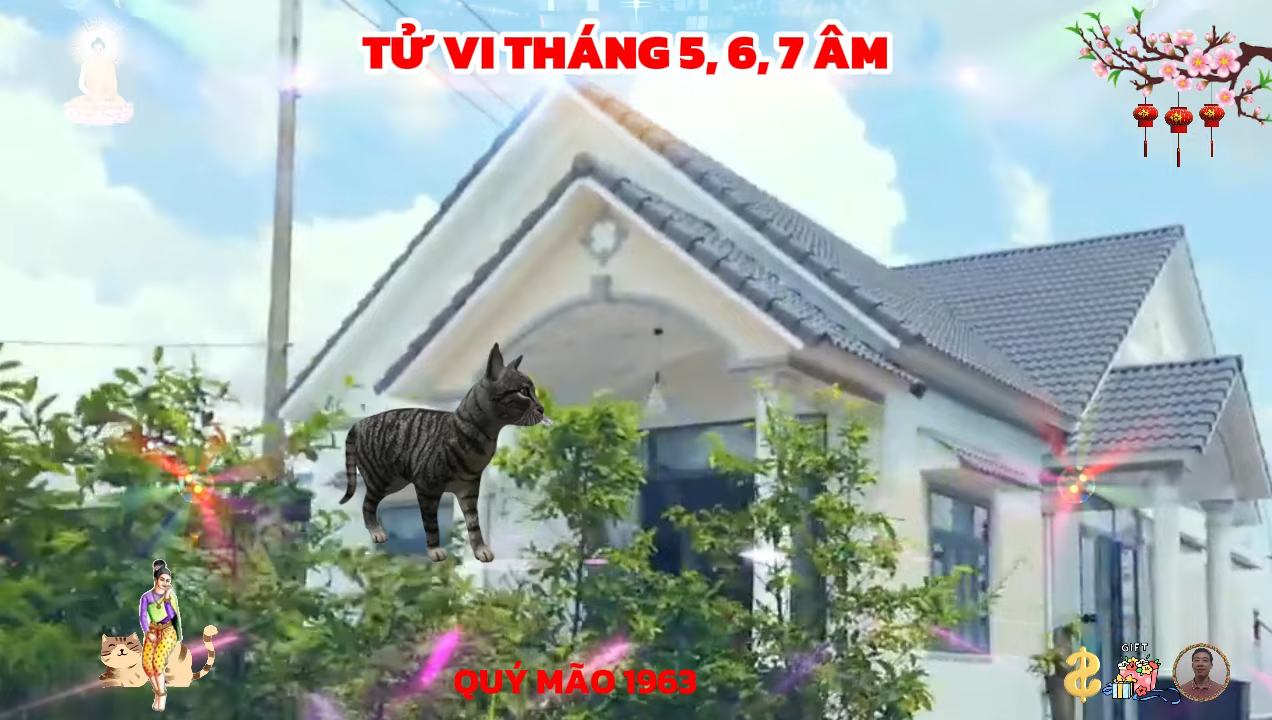 TỬ VI THÁNG 5, 6, 7 ÂM
GIFT
QUÝ MÃO 1963